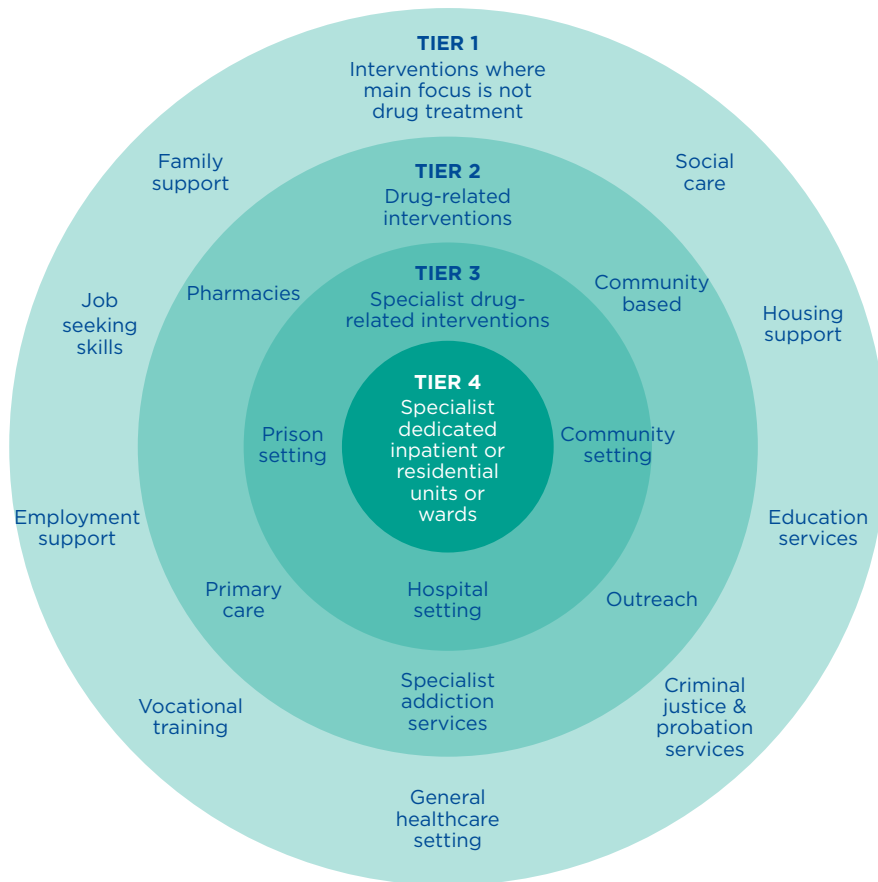 TIER 1
Interventions where
main focus is not
drug treatment
Family
support
Social
care
TIER 2
Drug-related
interventions
Job
seeking
skills
Pharmacies
TIER 3
Specialist drug-
related interventions
Community
based
Housing
support
TIER 4
Specialist
dedicated
inpatient or
residential
units or
wards
Prison
setting
Community
setting
Employment
support
Education
services
Primary
care
Hospital
setting
Outreach
Vocational
training
Specialist
addiction
services
Criminal
justice &
probation
services
General
healthcare
setting